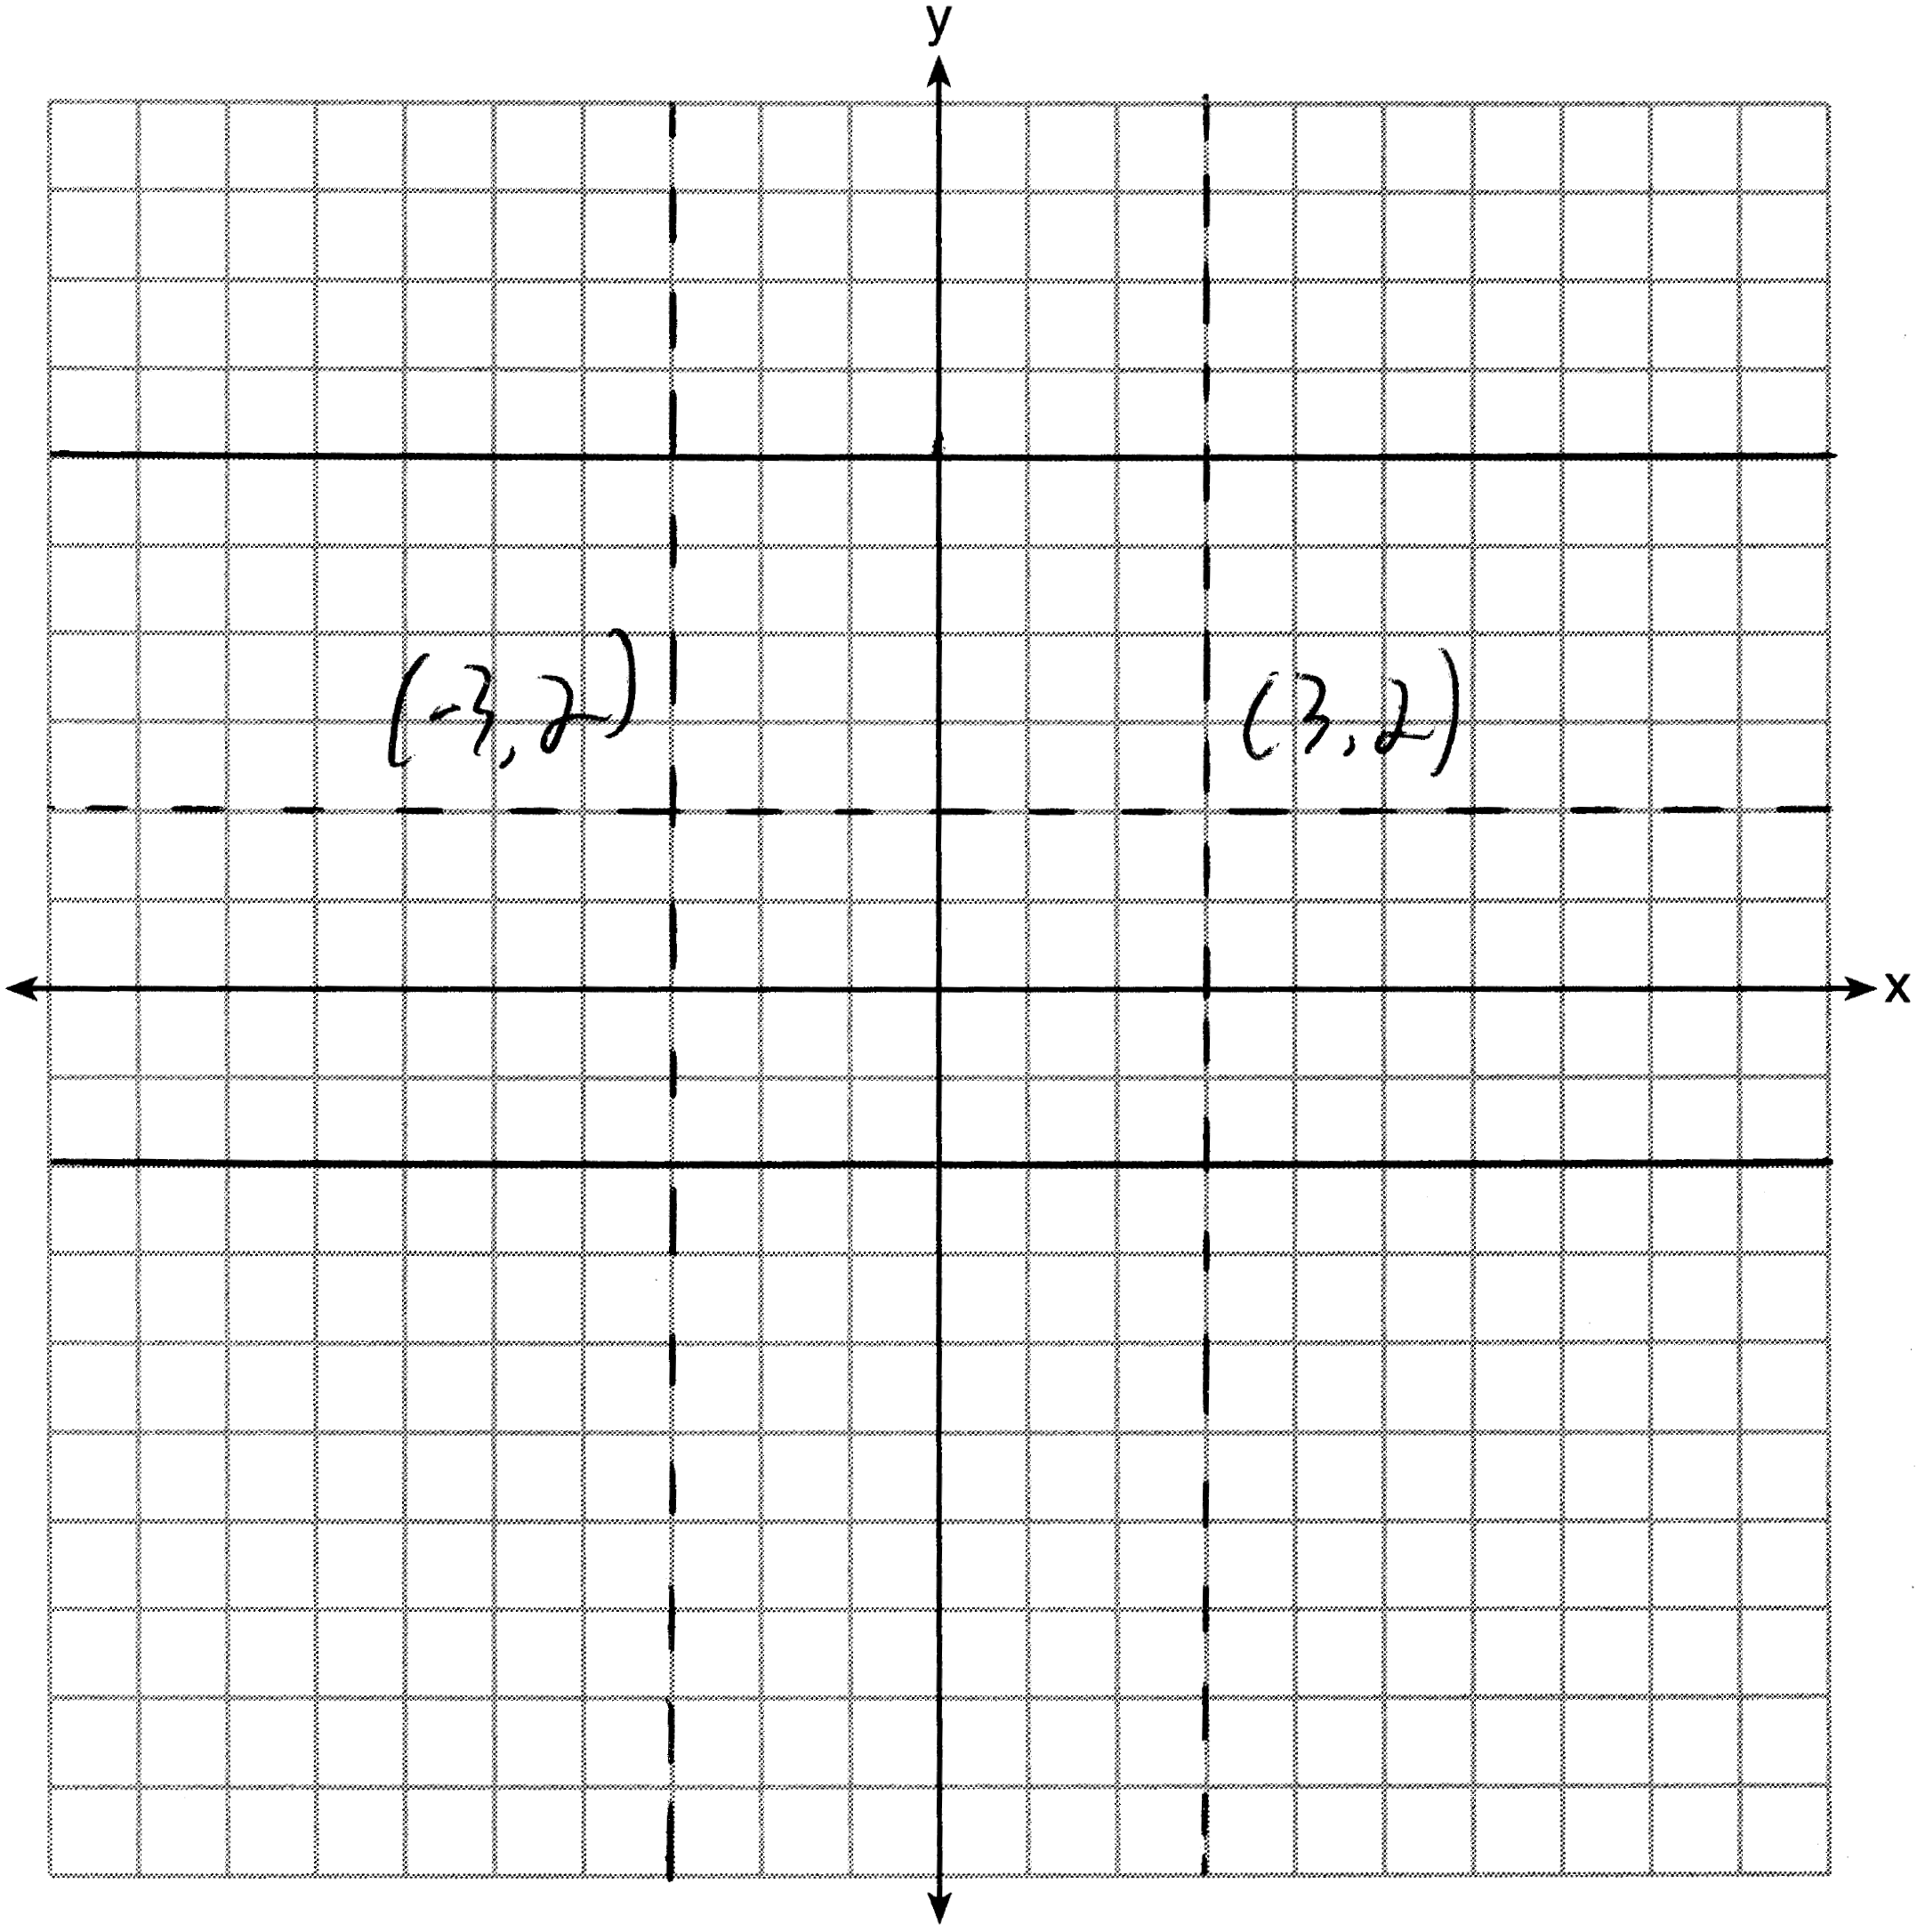 y
(-3, 2)
(3, 2)
x